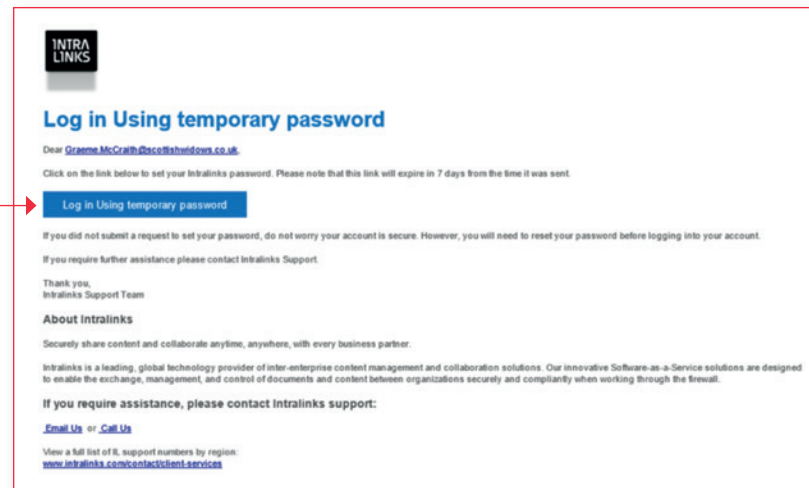 INTRA
LINKS
Log in Using temporary password
Dear Graeme.McCraith@scottishwidows.co.uk,
Click on the link below to set your Intralinks password. Please note that this link will expire in 7 days from the time it was sent.
Log in Using temporary password
If you did not submit a request to set your password, do not worry your account is secure. However, you will need to reset your password before logging into your account.
If you require further assistance please contact Intralinks Support.
Thank you,
Intralinks Support Team
About Intralinks
Securely share content and collaborate anytime, anywhere, with every business partner.
Intralinks is a leading, global technology provider of inter-enterprise content management and collaboration solutions. Our innovative Software-as-a-Service solutions are designed
to enable the exchange, management, and control of documents and content between organizations securely and compliantly when working through the firewall.
If you require assistance, please contact Intralinks support:
Email Us or Call Us
View a full list of IL support numbers by region:
www.intralinks.com/contact/client-services